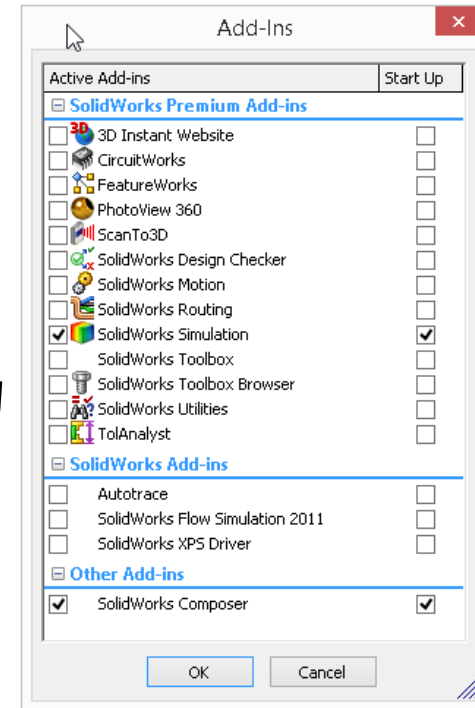 Add-Ins
Active Add-ins Start Up
SolidWorks Premium Add-ins
3D 3D Instant Website
CircuitWorks
FeatureWorks
PhotoView 360
ScanTo3D
SolidWorks Design Checker
SolidWorks Motion
SolidWorks Routing
SolidWorks Simulation
SolidWorks Toolbox
SolidWorks Toolbox Browser
SolidWorks Utilities
TolAnalyst
SolidWorks Add-ins
Autotrace
SolidWorks Flow Simulation 2011
SolidWorks XPS Driver
Other Add-ins
SolidWorks Composer
OK Cancel